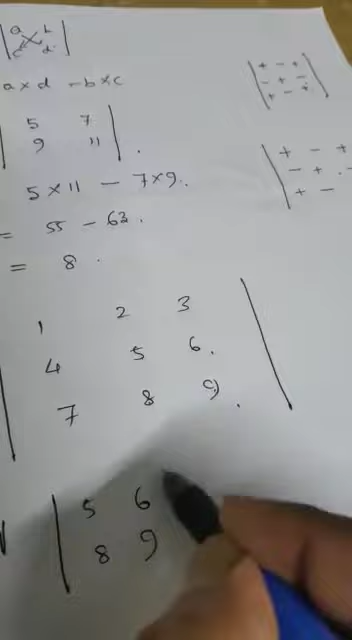 | a b |
| c d |
a × d - b × c
| 5 7 |
| 9 11 |.
5 × 11 - 7 × 9.
= 55 - 63.
= 8.
| + - + |
| - + - |
| + - + |
| + - +
| - + . -
| + -
| 1 2 3 |
| 4 5 6. |
| 7 8 9. |
1 | 5 6
| 8 9